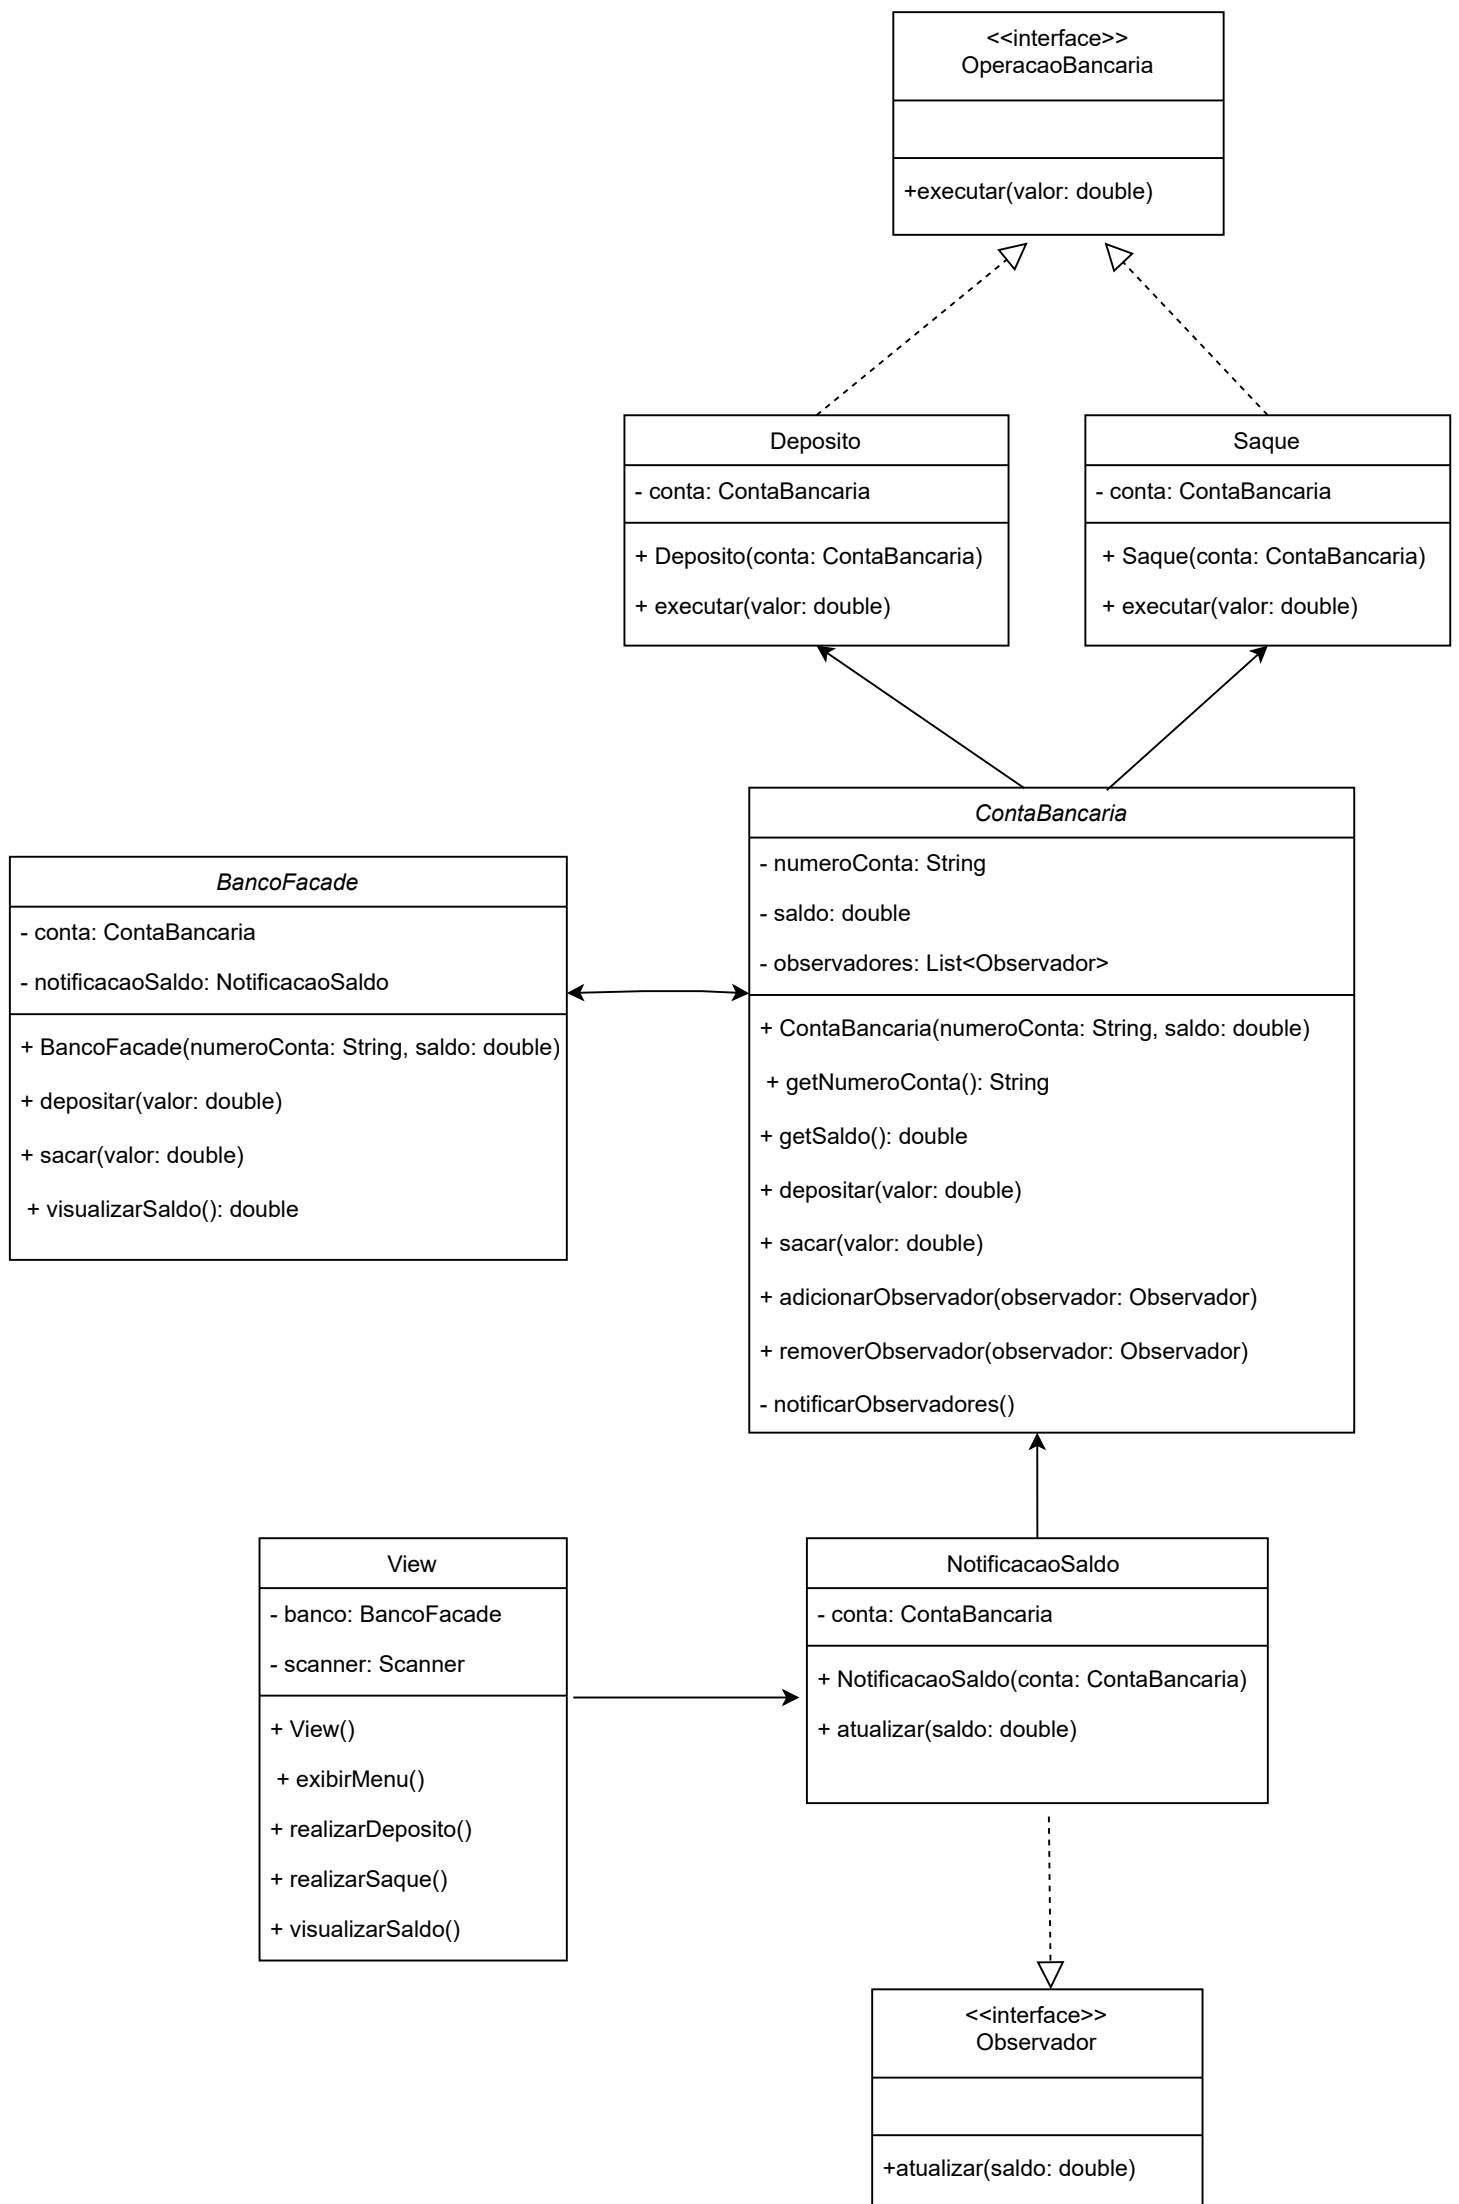 <<interface>>
OperacaoBancaria
+executar(valor: double)
Deposito
- conta: ContaBancaria
+ Deposito(conta: ContaBancaria)
+ executar(valor: double)
Saque
- conta: ContaBancaria
+ Saque(conta: ContaBancaria)
+ executar(valor: double)
ContaBancaria
- numeroConta: String
- saldo: double
- observadores: List<Observador>
+ ContaBancaria(numeroConta: String, saldo: double)
+ getNumeroConta(): String
+ getSaldo(): double
+ depositar(valor: double)
+ sacar(valor: double)
+ adicionarObservador(observador: Observador)
+ removerObservador(observador: Observador)
- notificarObservadores()
BancoFacade
- conta: ContaBancaria
- notificacaoSaldo: NotificacaoSaldo
+ BancoFacade(numeroConta: String, saldo: double)
+ depositar(valor: double)
+ sacar(valor: double)
+ visualizarSaldo(): double
View
- banco: BancoFacade
- scanner: Scanner
+ View()
+ exibirMenu()
+ realizarDeposito()
+ realizarSaque()
+ visualizarSaldo()
NotificacaoSaldo
- conta: ContaBancaria
+ NotificacaoSaldo(conta: ContaBancaria)
+ atualizar(saldo: double)
<<interface>>
Observador
+atualizar(saldo: double)